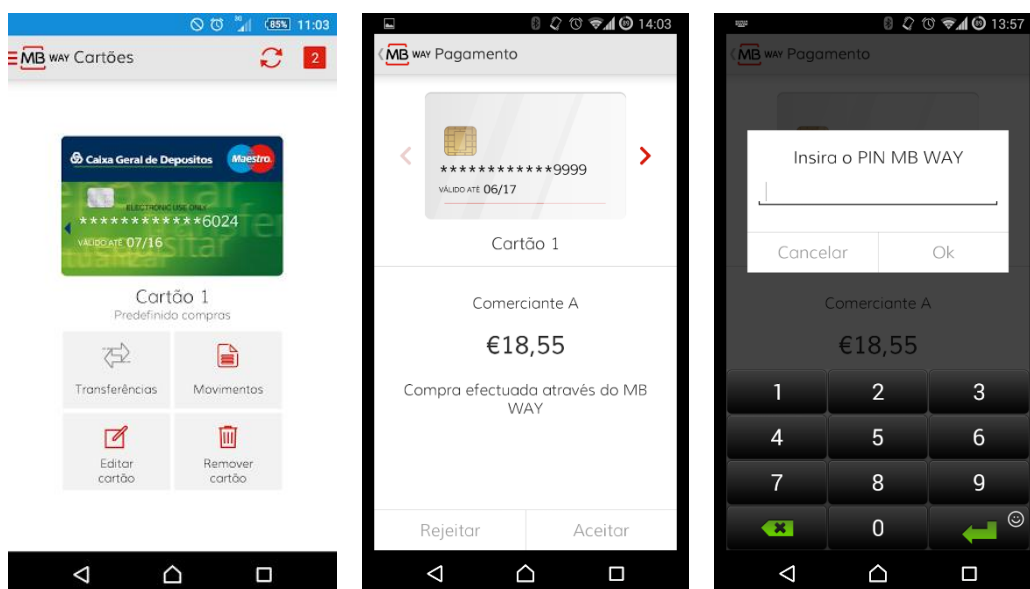 85% 11:03
MB WAY Cartões
2
Caixa Geral de Depositos
Maestro
ELECTRONIC USE ONLY
************6024
VÁLIDO ATÉ 07/16
Cartão 1
Predefinido compras
Transferências
Movimentos
Editar
cartão
Remover
cartão
14:03
MB WAY Pagamento
************9999
VÁLIDO ATÉ 06/17
Cartão 1
Comerciante A
€18,55
Compra efectuada através do MB
WAY
Rejeitar
Aceitar
13:57
MB WAY Pagamento
Insira o PIN MB WAY
Cancelar
Ok
Comerciante A
€18,55
1 2 3
4 5 6
7 8 9
0